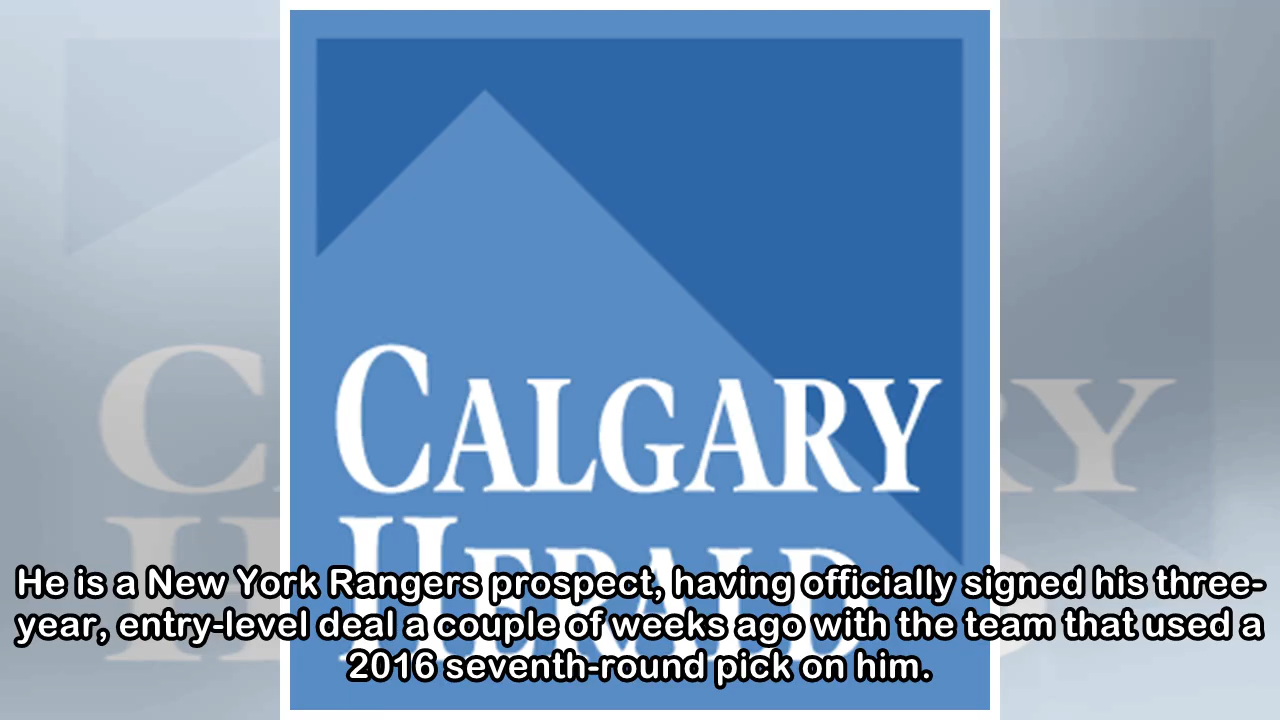 CALGARY
HERALD
He is a New York Rangers prospect, having officially signed his three-
year, entry-level deal a couple of weeks ago with the team that used a
2016 seventh-round pick on him.